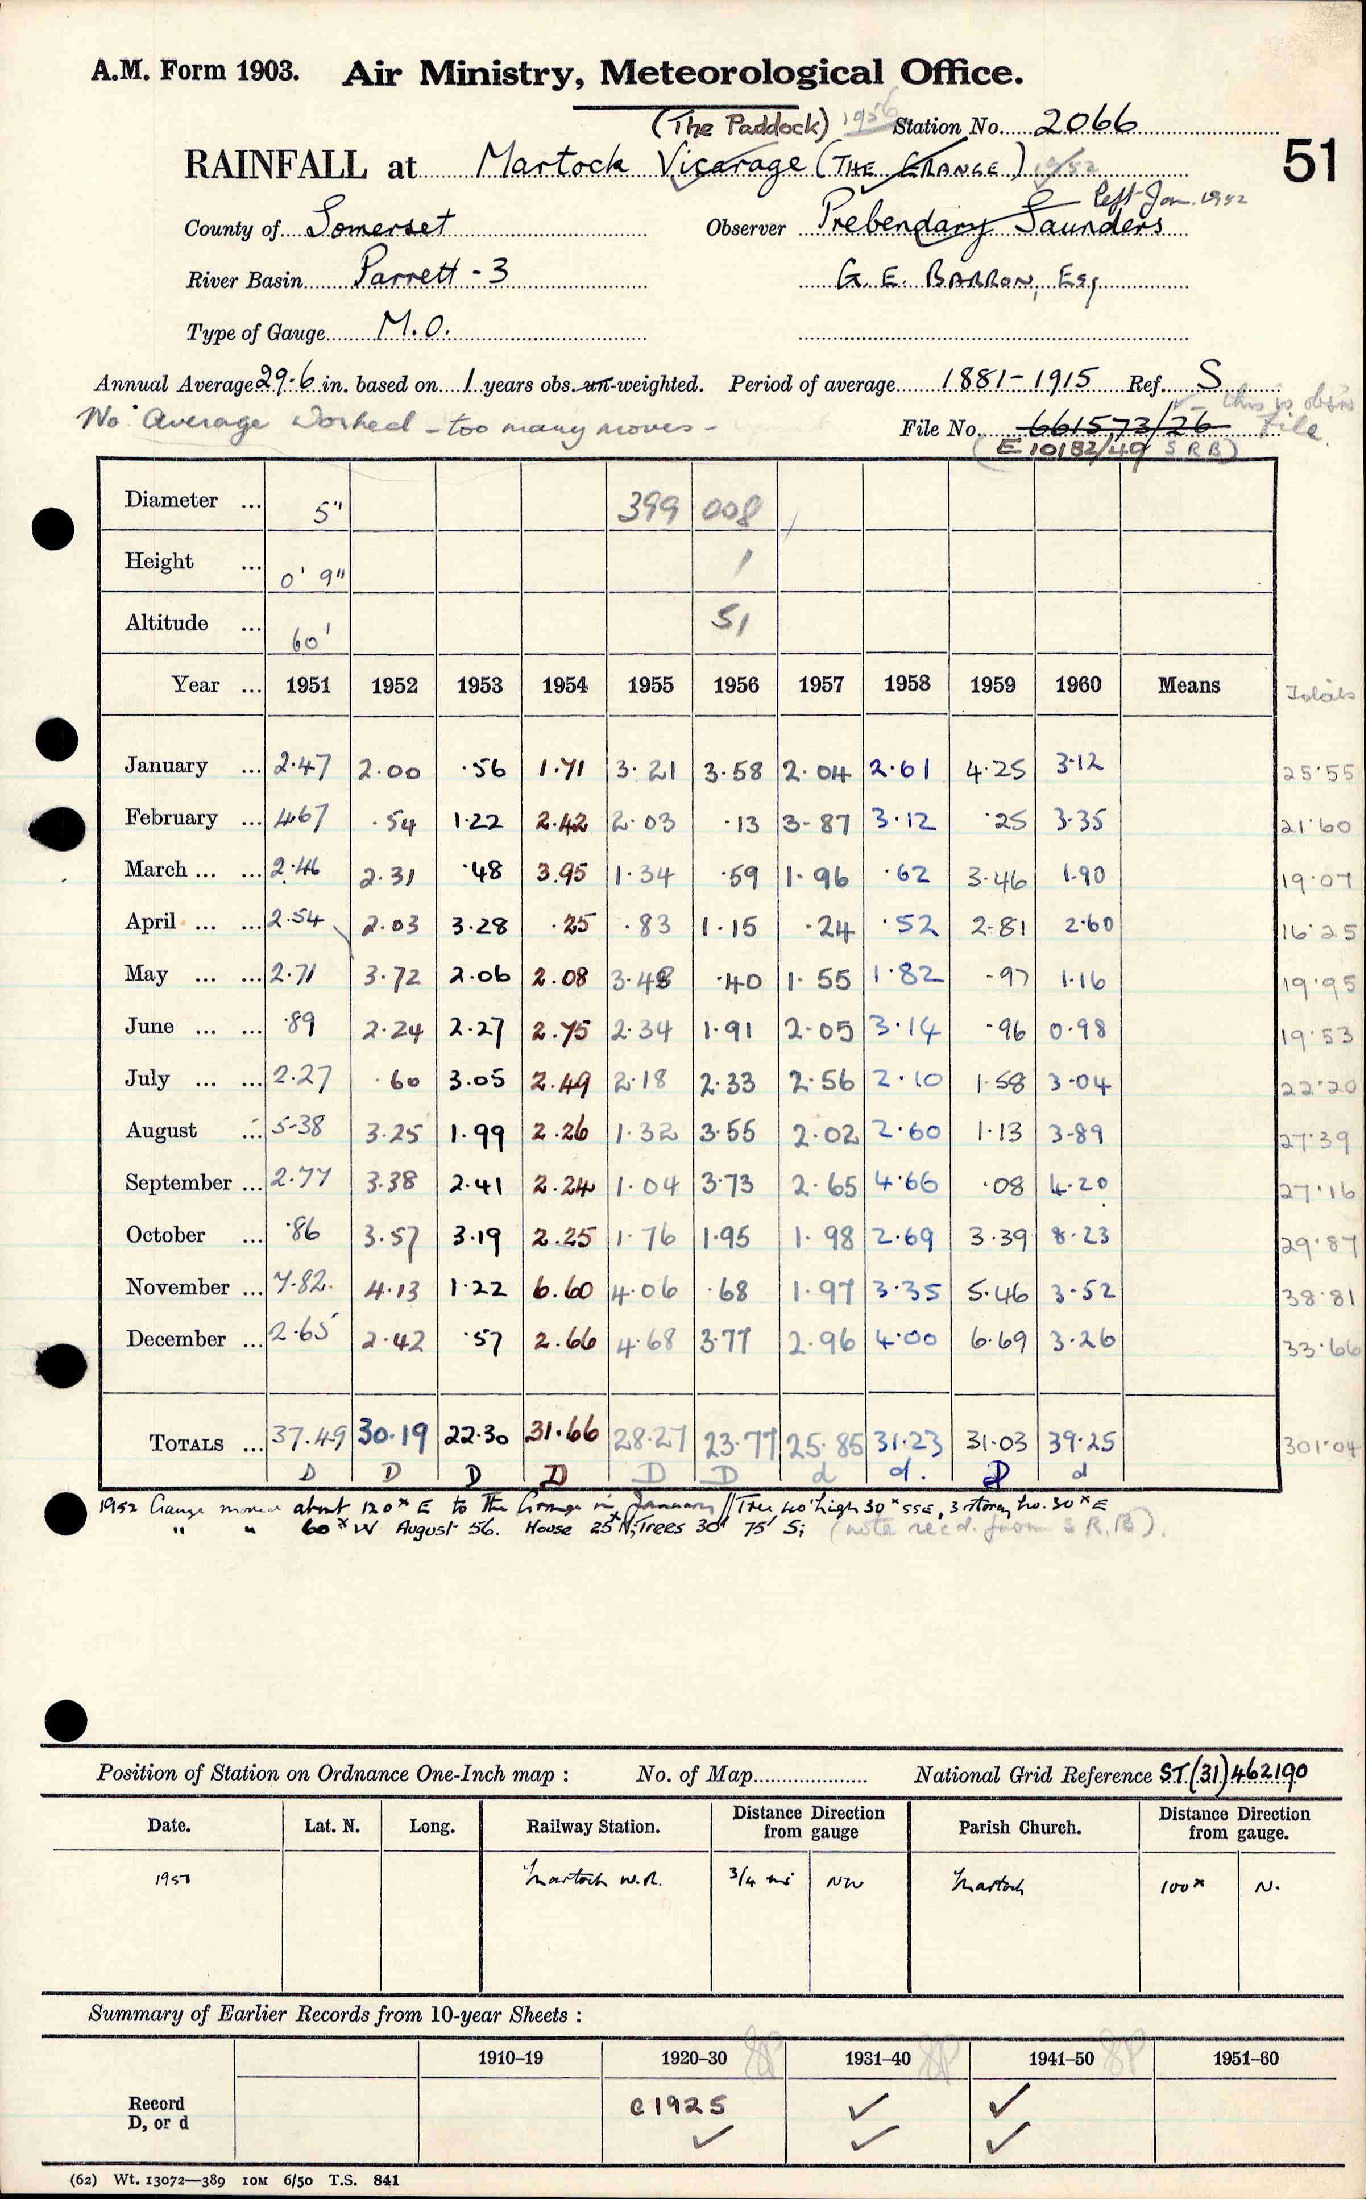 A.M. Form 1903. Air Ministry, Meteorological Office.
(The Paddock) 1956 Station No. 2066
RAINFALL at Martock Vicarage (THE GRANGE) 1952
51
Left Jan. 1952
County of Somerset Observer Prebendary Saunders
River Basin Parrett - 3 G. E. BARRON, Esq
Type of Gauge M.O.
Annual Average 29.6 in. based on 1 years obs. un-weighted. Period of average 1881-1915 Ref. S
No Average Worked - too many moves - File No. 661573/26 - this is obs's File.
(E 10182/49 S R B)
Diameter ... 5" 399 008
Height ... 0' 9" 1
Altitude ... 60' 51
Year ... 1951 1952 1953 1954 1955 1956 1957 1958 1959 1960 Means Totals
January ... 2.47 2.00 .56 1.71 3.21 3.58 2.04 2.61 4.25 3.12 25.55
February ... 4.67 .54 1.22 2.42 2.03 .13 3.87 3.12 .25 3.35 21.60
March ... ... 2.46 2.31 .48 3.95 1.34 .59 1.96 .62 3.46 1.90 19.07
April ... ... 2.54 2.03 3.28 .25 .83 1.15 .24 .52 2.81 2.60 16.25
May ... ... 2.71 3.72 2.06 2.08 3.48 .40 1.55 1.82 .97 1.16 19.95
June ... ... .89 2.24 2.27 2.75 2.34 1.91 2.05 3.14 .96 0.98 19.53
July ... ... 2.27 .60 3.05 2.49 2.18 2.33 2.56 2.10 1.58 3.04 22.20
August ... 5.38 3.25 1.99 2.26 1.32 3.55 2.02 2.60 1.13 3.89 27.39
September ... 2.77 3.38 2.41 2.24 1.04 3.73 2.65 4.66 .08 4.20 27.16
October ... .86 3.57 3.19 2.25 1.76 1.95 1.98 2.69 3.39 8.23 29.87
November ... 7.82 4.13 1.22 6.60 4.06 .68 1.97 3.35 5.46 3.52 38.81
December ... 2.65 2.42 .57 2.66 4.68 3.77 2.96 4.00 6.69 3.26 33.66
TOTALS ... 37.49 30.19 22.30 31.66 28.27 23.77 25.85 31.23 31.03 39.25 301.04
D D D D D D d d. D d
1952 Gauge moved about 120x E to The Grange in January // Tree 40' high 30x SSE, 3 storey ho. 30x E
" " 60x W August 56. House 25ft N, Trees 30' 75' S; (note rec'd. from S R.B).
Position of Station on Ordnance One-Inch map : No. of Map National Grid Reference ST (31) 462190
Date. Lat. N. Long. Railway Station. Distance Direction from gauge Parish Church. Distance Direction from gauge.
1951 Martock W.R. 3/4 mi NW Martock 100x N.
Summary of Earlier Records from 10-year Sheets :
1910-19 1920-30 1931-40 1941-50 1951-60
Record D, or d c1925 ✓ ✓
✓ ✓ ✓
(62) Wt. 13072—389 10M 6/50 T.S. 841